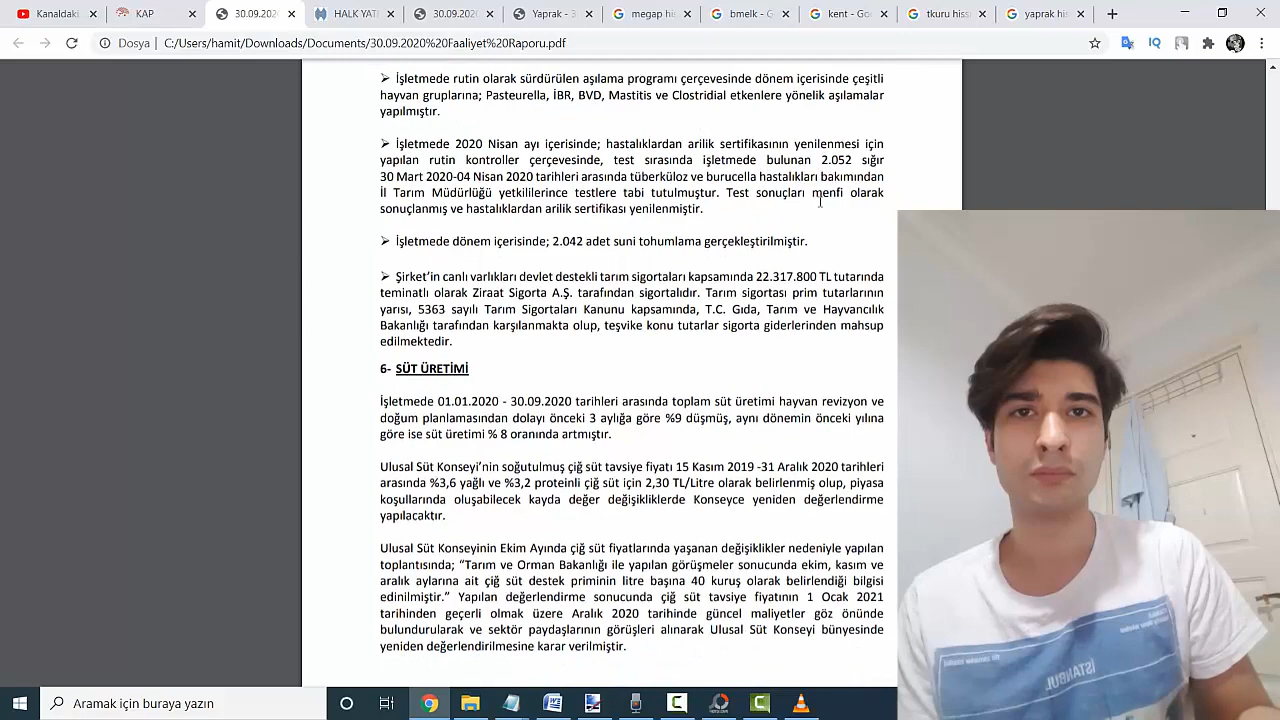 Kanaldaki
KAP
30.09.202
HALK YATI
30.09.202
Yaprak - 3
megap his
bmelk - G
kent - Goo
tkuru hiss
yaprak his
Dosya | C:/Users/hamit/Downloads/Documents/30.09.2020%20Faaliyet%20Raporu.pdf
➢ İşletmede rutin olarak sürdürülen aşılama programı çerçevesinde dönem içerisinde çeşitli
hayvan gruplarına; Pasteurella, İBR, BVD, Mastitis ve Clostridial etkenlere yönelik aşılamalar
yapılmıştır.
➢ İşletmede 2020 Nisan ayı içerisinde; hastalıklardan arilik sertifikasının yenilenmesi için
yapılan rutin kontroller çerçevesinde, test sırasında işletmede bulunan 2.052 sığır
30 Mart 2020-04 Nisan 2020 tarihleri arasında tüberküloz ve burucella hastalıkları bakımından
İl Tarım Müdürlüğü yetkililerince testlere tabi tutulmuştur. Test sonuçları menfi olarak
sonuçlanmış ve hastalıklardan arilik sertifikası yenilenmiştir.
➢ İşletmede dönem içerisinde; 2.042 adet suni tohumlama gerçekleştirilmiştir.
➢ Şirket'in canlı varlıkları devlet destekli tarım sigortaları kapsamında 22.317.800 TL tutarında
teminatlı olarak Ziraat Sigorta A.Ş. tarafından sigortalıdır. Tarım sigortası prim tutarlarının
yarısı, 5363 sayılı Tarım Sigortaları Kanunu kapsamında, T.C. Gıda, Tarım ve Hayvancılık
Bakanlığı tarafından karşılanmakta olup, teşvike konu tutarlar sigorta giderlerinden mahsup
edilmektedir.
6- SÜT ÜRETİMİ
İşletmede 01.01.2020 - 30.09.2020 tarihleri arasında toplam süt üretimi hayvan revizyon ve
doğum planlamasından dolayı önceki 3 aylığa göre %9 düşmüş, aynı dönemin önceki yılına
göre ise süt üretimi % 8 oranında artmıştır.
Ulusal Süt Konseyi'nin soğutulmuş çiğ süt tavsiye fiyatı 15 Kasım 2019 -31 Aralık 2020 tarihleri
arasında %3,6 yağlı ve %3,2 proteinli çiğ süt için 2,30 TL/Litre olarak belirlenmiş olup, piyasa
koşullarında oluşabilecek kayda değer değişikliklerde Konseyce yeniden değerlendirme
yapılacaktır.
Ulusal Süt Konseyinin Ekim Ayında çiğ süt fiyatlarında yaşanan değişiklikler nedeniyle yapılan
toplantısında; "Tarım ve Orman Bakanlığı ile yapılan görüşmeler sonucunda ekim, kasım ve
aralık aylarına ait çiğ süt destek priminin litre başına 40 kuruş olarak belirlendiği bilgisi
edinilmiştir." Yapılan değerlendirme sonucunda çiğ süt tavsiye fiyatının 1 Ocak 2021
tarihinden geçerli olmak üzere Aralık 2020 tarihinde güncel maliyetler göz önünde
bulundurularak ve sektör paydaşlarının görüşleri alınarak Ulusal Süt Konseyi bünyesinde
yeniden değerlendirilmesine karar verilmiştir.
İSTANBUL
Aramak için buraya yazın